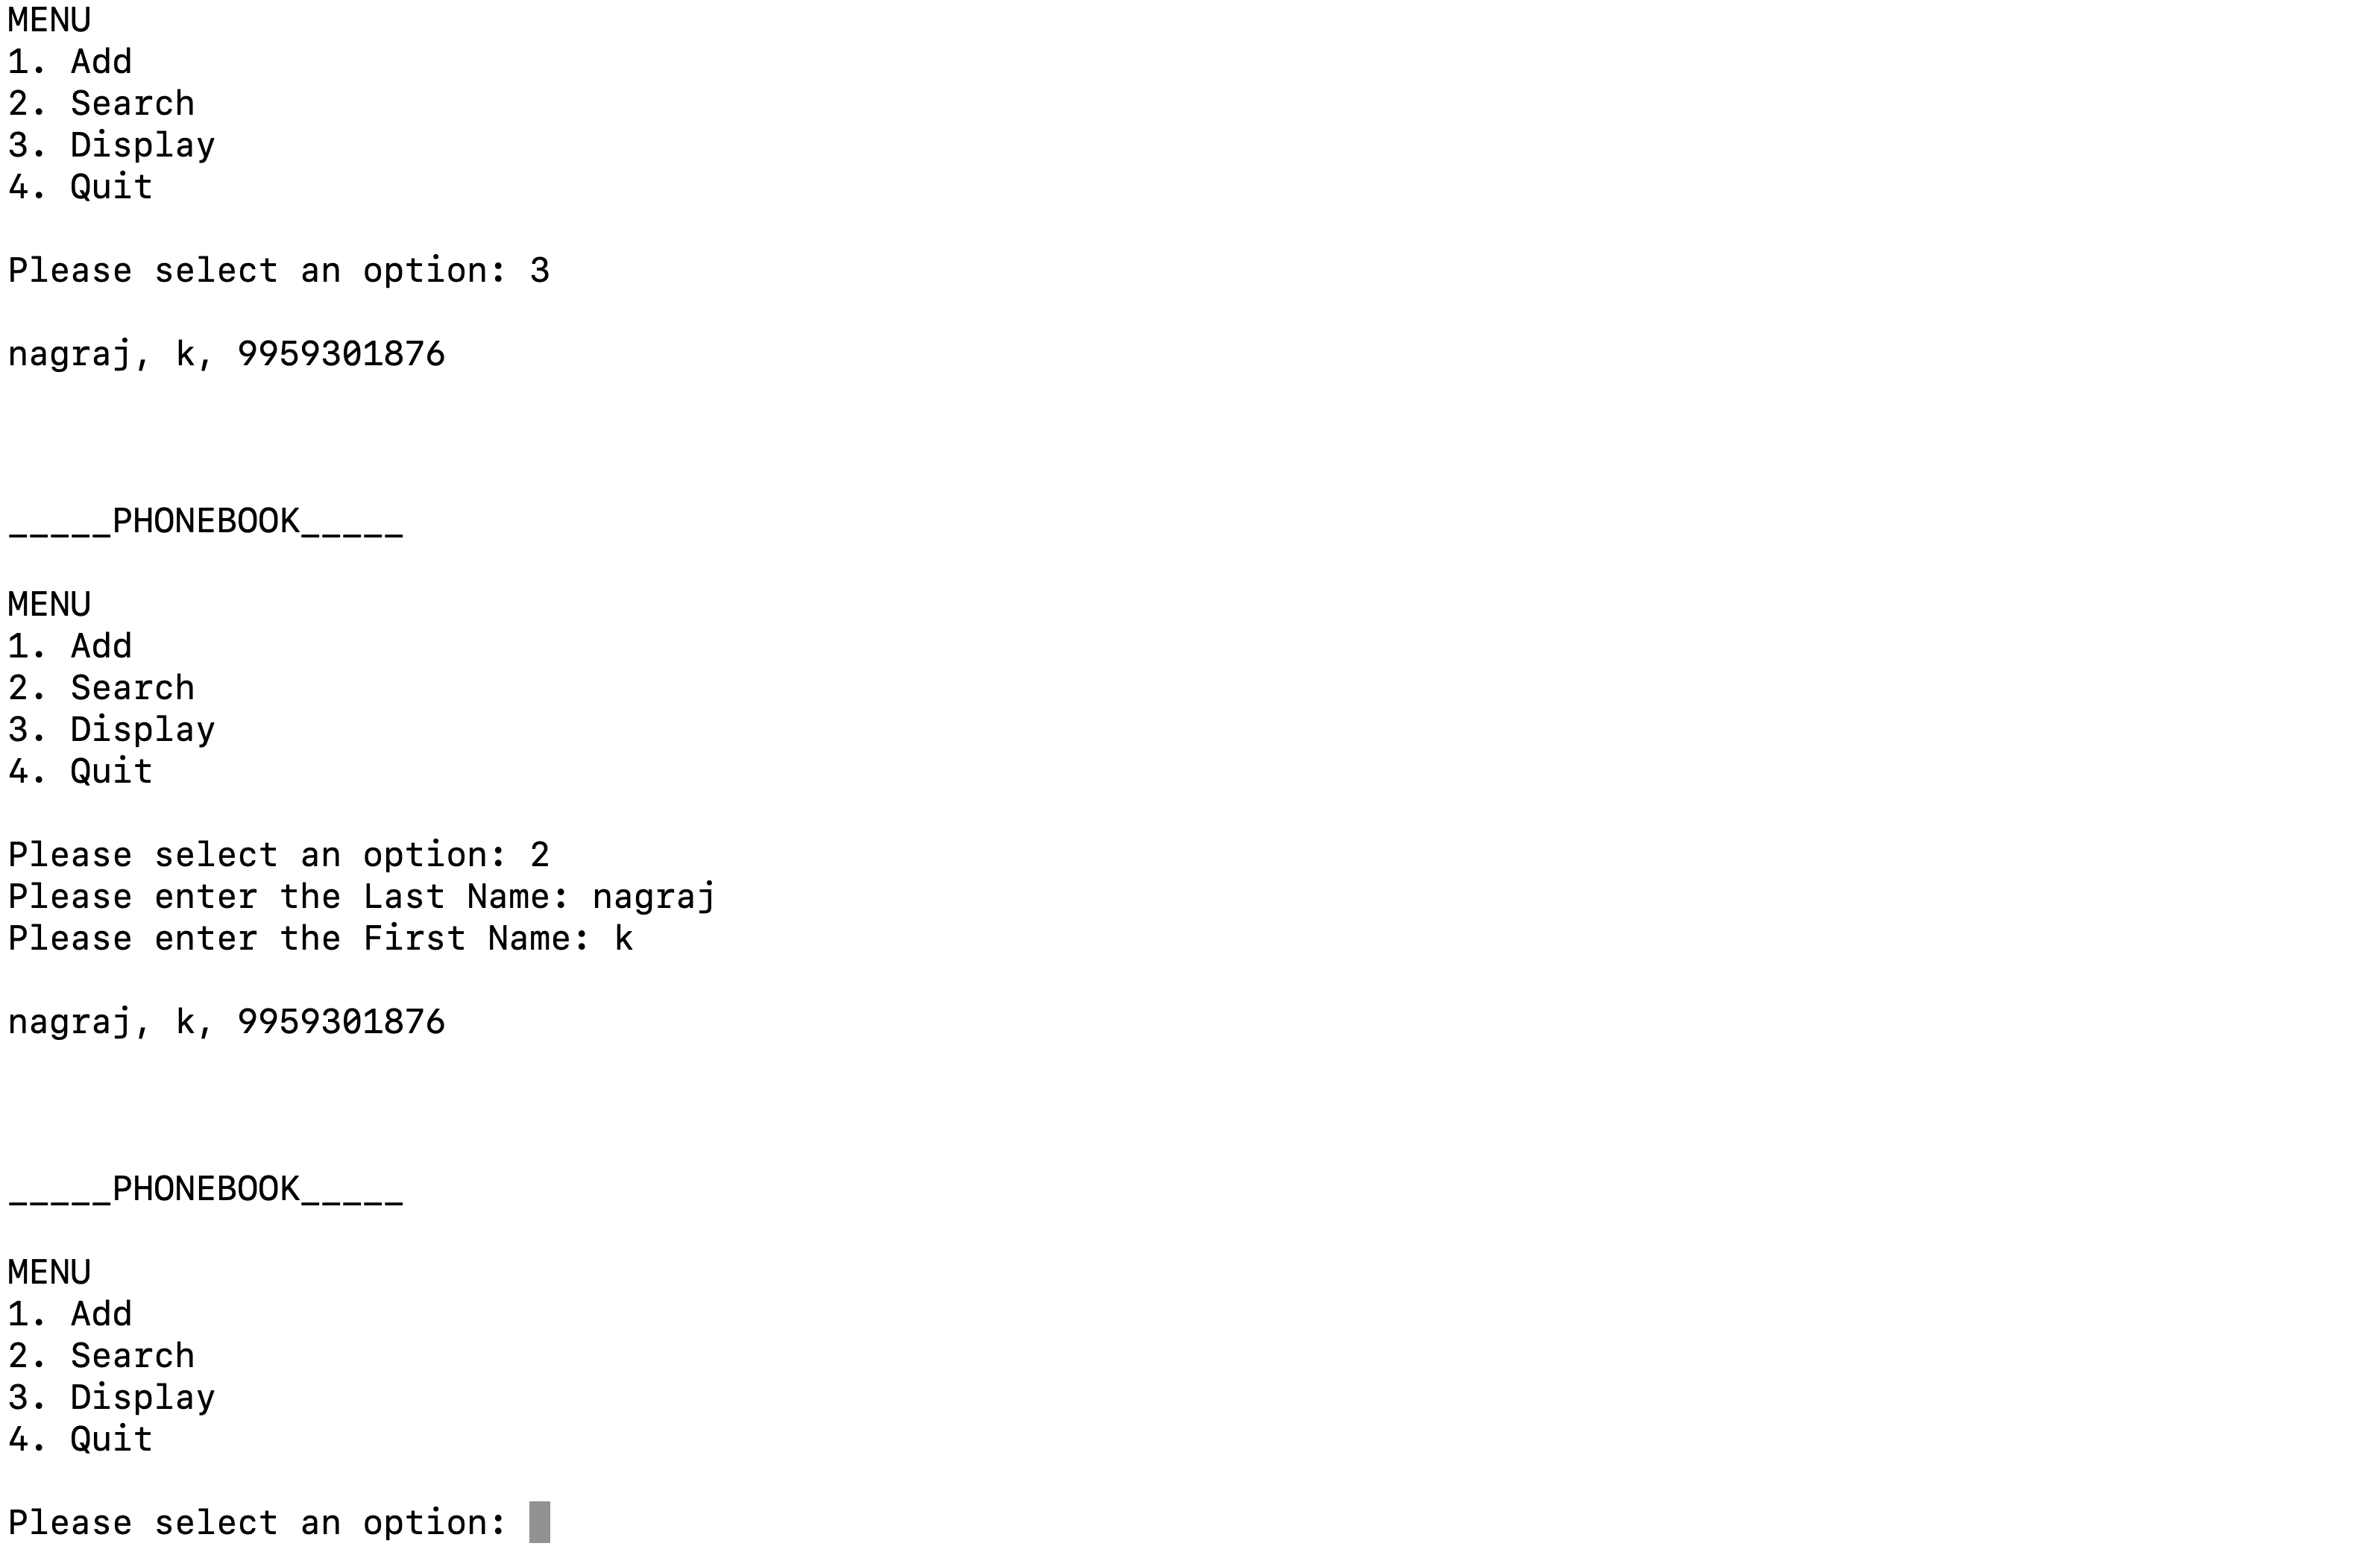 MENU
1. Add
2. Search
3. Display
4. Quit
Please select an option: 3
nagraj, k, 9959301876
_____PHONEBOOK_____
MENU
1. Add
2. Search
3. Display
4. Quit
Please select an option: 2
Please enter the Last Name: nagraj
Please enter the First Name: k
nagraj, k, 9959301876
_____PHONEBOOK_____
MENU
1. Add
2. Search
3. Display
4. Quit
Please select an option: